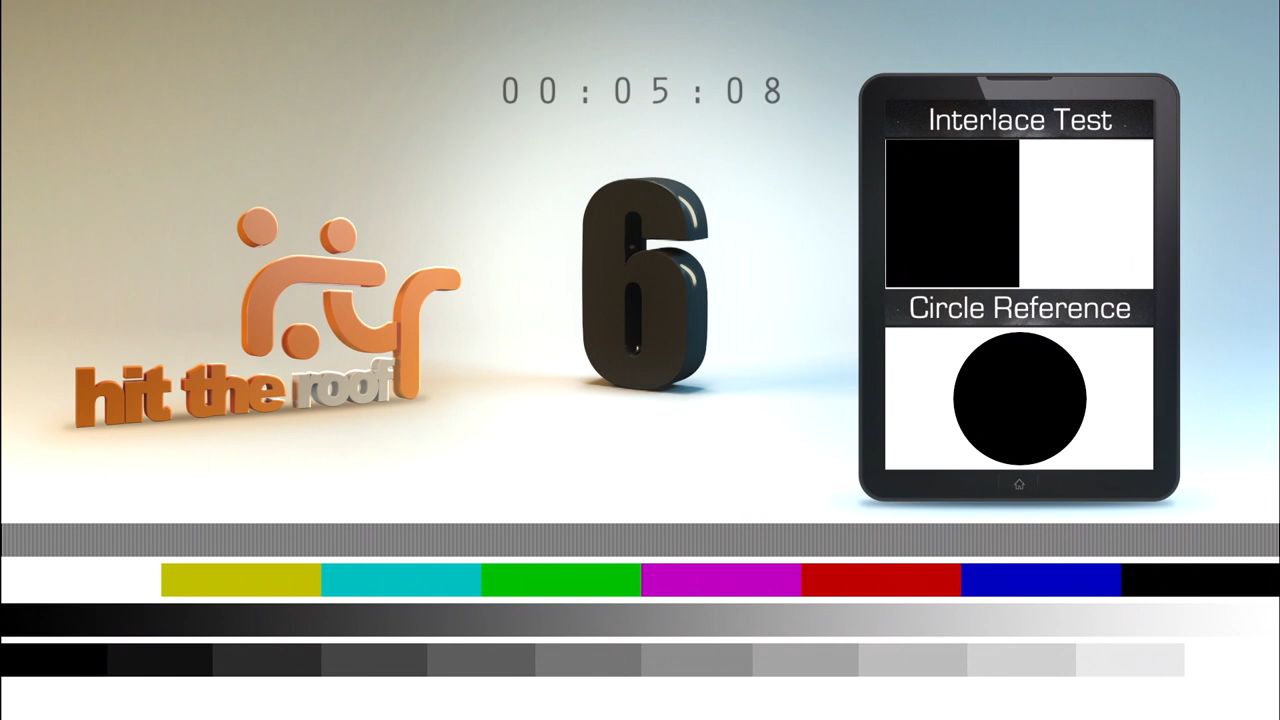 00:05:08
Interlace Test
6
Circle Reference
hit the roof